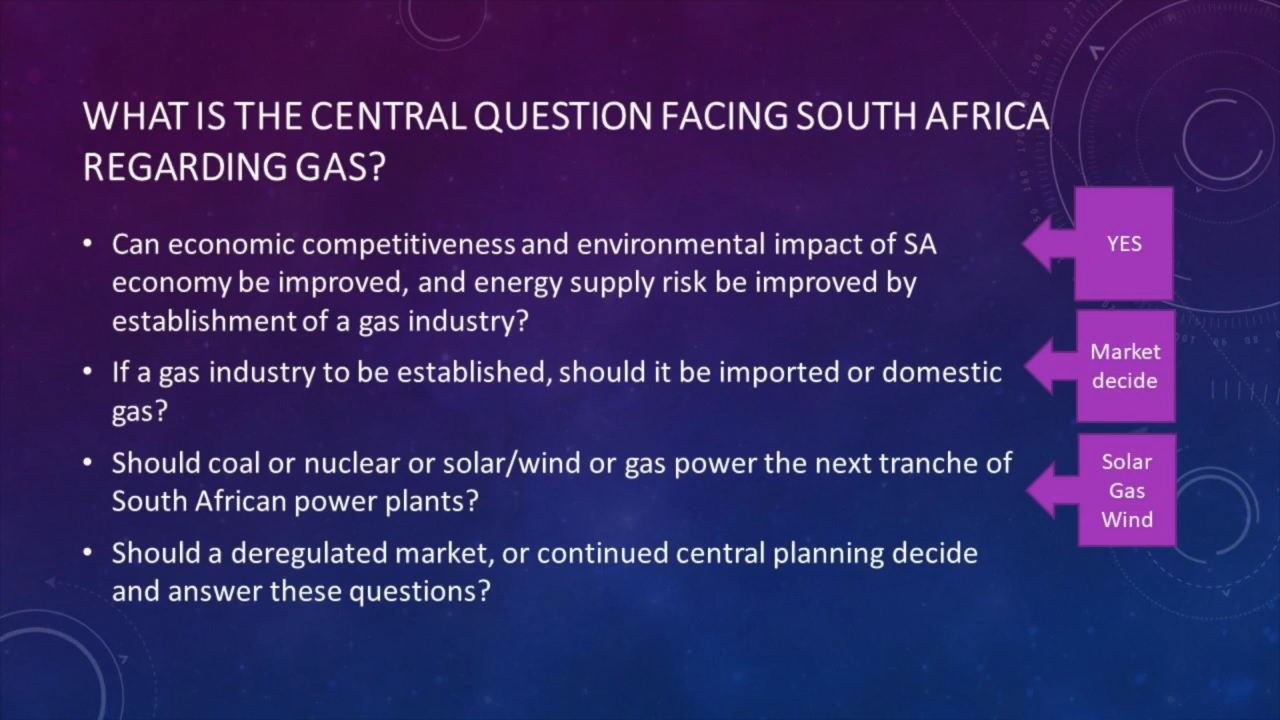 WHAT IS THE CENTRAL QUESTION FACING SOUTH AFRICA
REGARDING GAS?
• Can economic competitiveness and environmental impact of SA
economy be improved, and energy supply risk be improved by
establishment of a gas industry?
YES
• If a gas industry to be established, should it be imported or domestic
gas?
Market
decide
• Should coal or nuclear or solar/wind or gas power the next tranche of
South African power plants?
Solar
Gas
Wind
• Should a deregulated market, or continued central planning decide
and answer these questions?